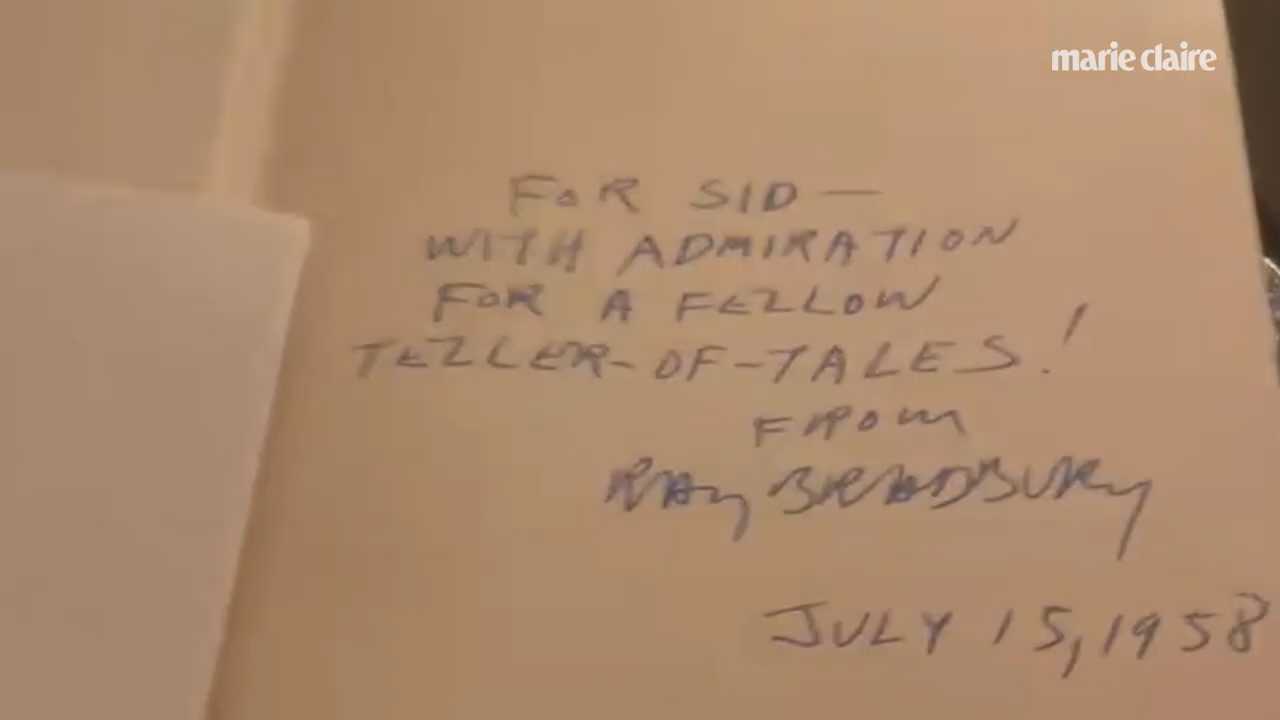 marie claire
FOR SID —
WITH ADMIRATION
FOR A FELLOW
TELLER-OF-TALES!
FROM
RAY BRADBURY
JULY 15, 1958